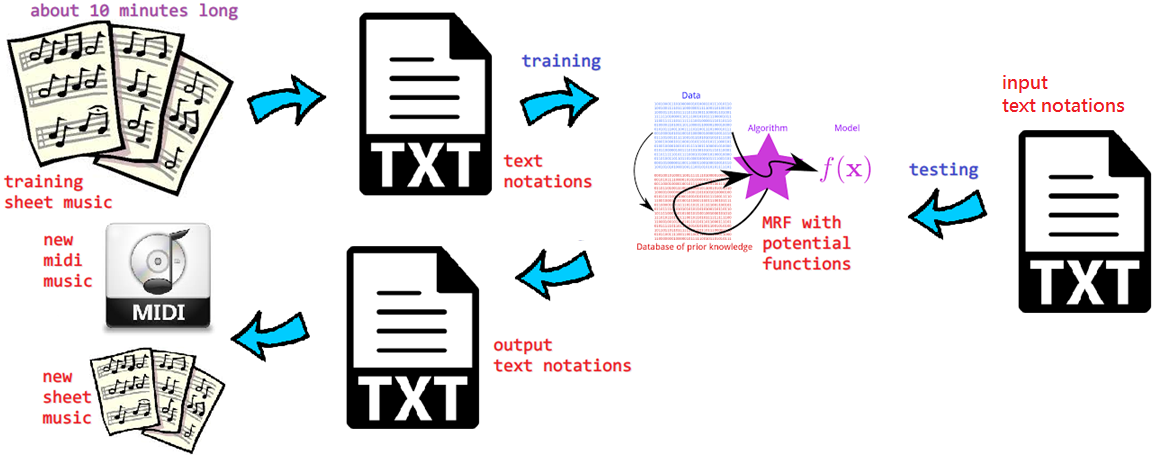 about 10 minutes long
training
sheet music
TXT
text
notations
training
Data
Algorithm
Model
f(x)
Database of prior knowledge
MRF with
potential
functions
testing
input
text notations
TXT
new
midi
music
MIDI
TXT
output
text notations
new
sheet
music